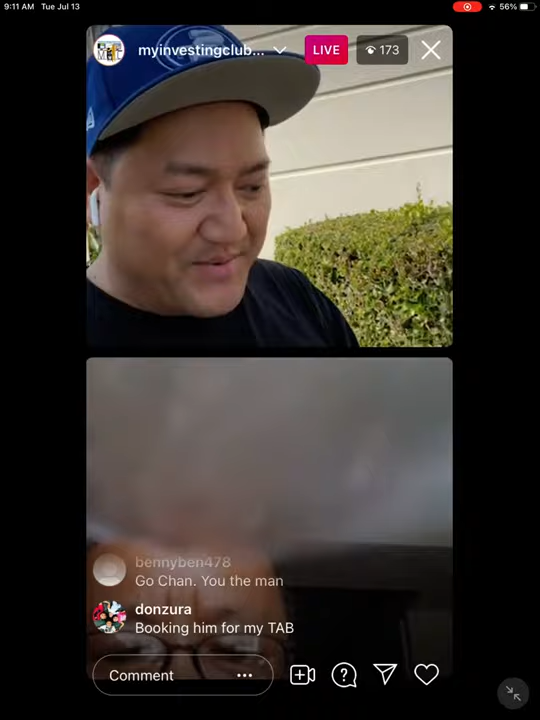 9:11 AM Tue Jul 13
56%
myinvestingclub...
LIVE
173
bennyben478
Go Chan. You the man
donzura
Booking him for my TAB
Comment